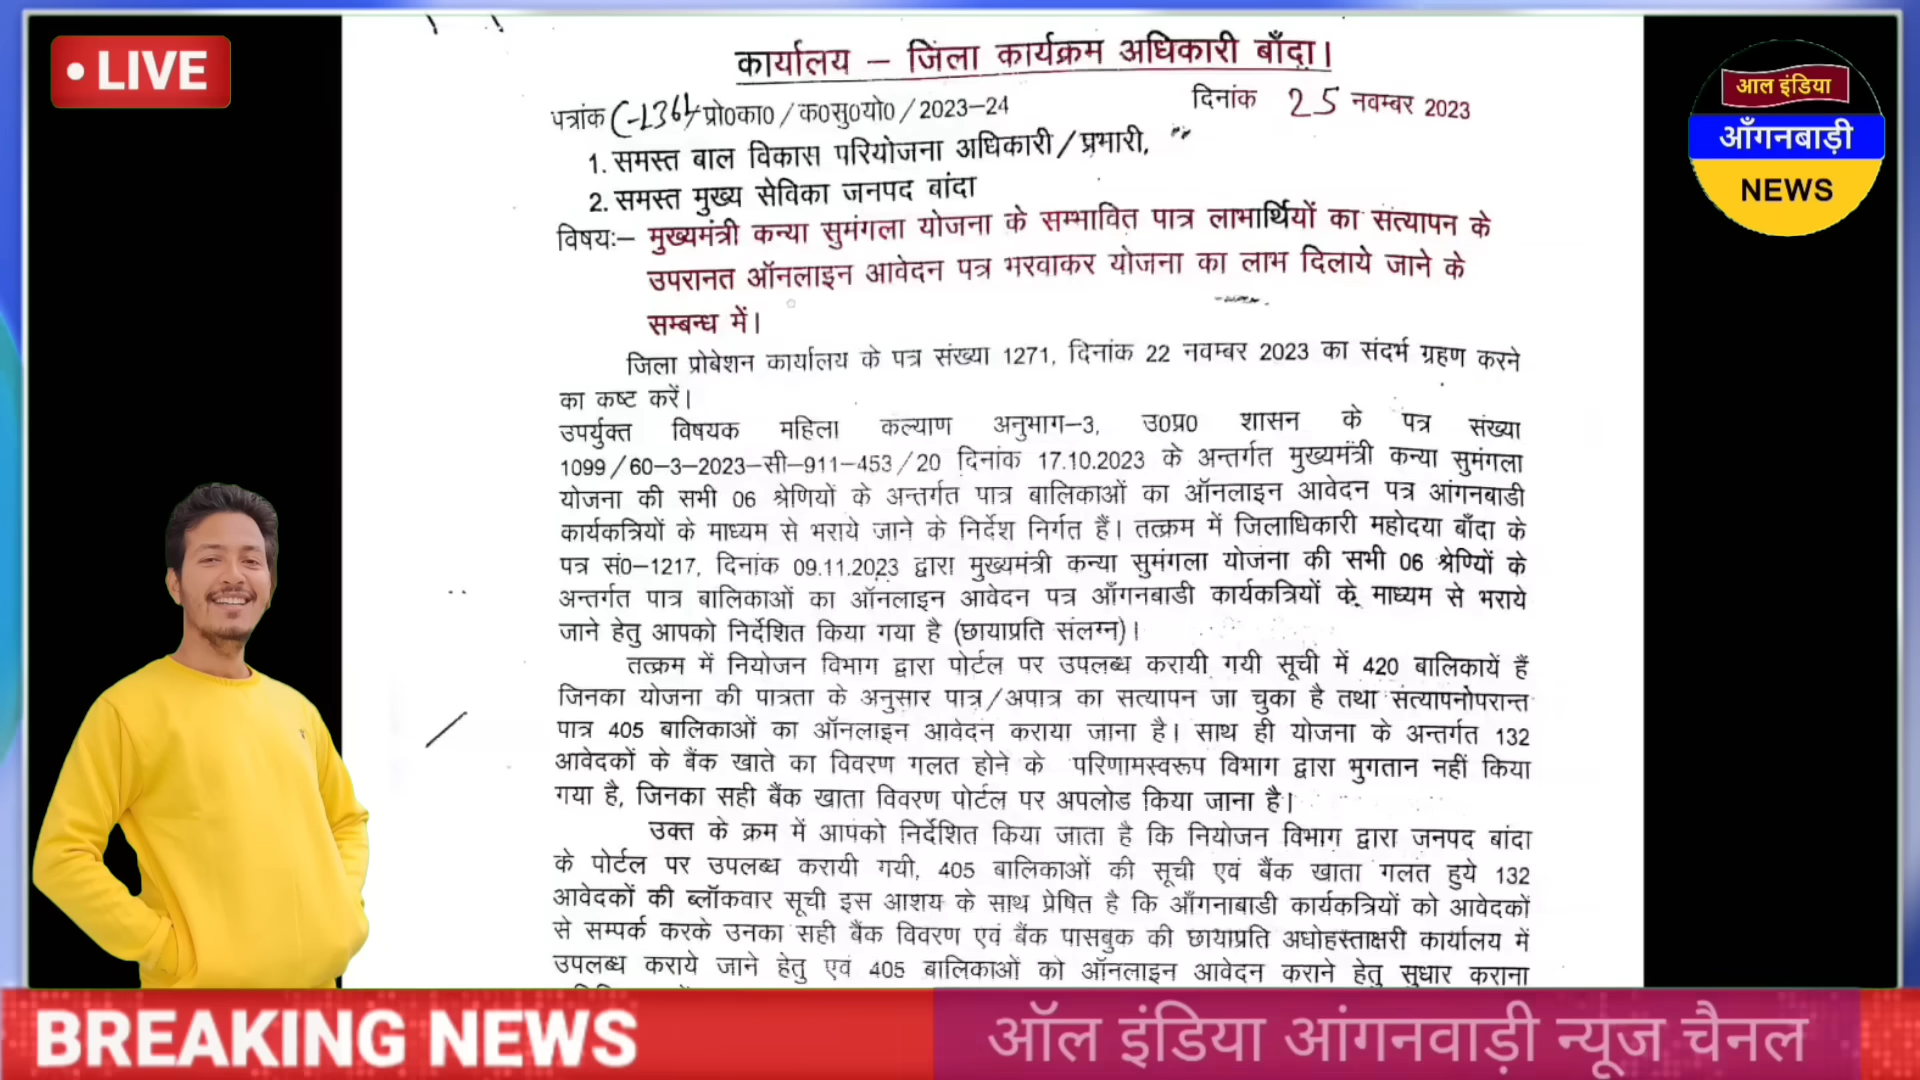 • LIVE
आल इंडिया
आँगनबाड़ी
NEWS
कार्यालय – जिला कार्यक्रम अधिकारी बाँदा।
पत्रांक /प्रो0का0/क0सु0यो0/2023–24
दिनांक 25 नवम्बर 2023
1. समस्त बाल विकास परियोजना अधिकारी/प्रभारी,
2. समस्त मुख्य सेविका जनपद बांदा
विषयः– मुख्यमंत्री कन्या सुमंगला योजना के सम्भावित पात्र लाभार्थियों का सत्यापन के
उपरानत ऑनलाइन आवेदन पत्र भरवाकर योजना का लाभ दिलाये जाने के
सम्बन्ध में।
जिला प्रोबेशन कार्यालय के पत्र संख्या 1271, दिनांक 22 नवम्बर 2023 का संदर्भ ग्रहण करने
का कष्ट करें।
उपर्युक्त विषयक महिला कल्याण अनुभाग–3, उ0प्र0 शासन के पत्र संख्या
1099/60–3–2023–सी–911–453/20 दिनांक 17.10.2023 के अन्तर्गत मुख्यमंत्री कन्या सुमंगला
योजना की सभी 06 श्रेणियों के अन्तर्गत पात्र बालिकाओं का ऑनलाइन आवेदन पत्र आंगनबाडी
कार्यकत्रियों के माध्यम से भराये जाने के निर्देश निर्गत हैं। तत्क्रम में जिलाधिकारी महोदया बाँदा के
पत्र सं0–1217, दिनांक 09.11.2023 द्वारा मुख्यमंत्री कन्या सुमंगला योजना की सभी 06 श्रेणियों के
अन्तर्गत पात्र बालिकाओं का ऑनलाइन आवेदन पत्र आँगनबाडी कार्यकत्रियों के माध्यम से भराये
जाने हेतु आपको निर्देशित किया गया है (छायाप्रति संलग्न)।
तत्क्रम में नियोजन विभाग द्वारा पोर्टल पर उपलब्ध करायी गयी सूची में 420 बालिकायें हैं
जिनका योजना की पात्रता के अनुसार पात्र/अपात्र का सत्यापन जा चुका है तथा संत्यापनोपरान्त
पात्र 405 बालिकाओं का ऑनलाइन आवेदन कराया जाना है। साथ ही योजना के अन्तर्गत 132
आवेदकों के बैंक खाते का विवरण गलत होने के परिणामस्वरूप विभाग द्वारा भुगतान नहीं किया
गया है, जिनका सही बैंक खाता विवरण पोर्टल पर अपलोड किया जाना है।
उक्त के क्रम में आपको निर्देशित किया जाता है कि नियोजन विभाग द्वारा जनपद बांदा
के पोर्टल पर उपलब्ध करायी गयी, 405 बालिकाओं की सूची एवं बैंक खाता गलत हुये 132
आवेदकों की ब्लॉकवार सूची इस आशय के साथ प्रेषित है कि आँगनाबाडी कार्यकत्रियों को आवेदकों
से सम्पर्क करके उनका सही बैंक विवरण एवं बैंक पासबुक की छायाप्रति अधोहस्ताक्षरी कार्यालय में
उपलब्ध कराये जाने हेतु एवं 405 बालिकाओं को ऑनलाइन आवेदन कराने हेतु सुधार कराना
BREAKING NEWS
ऑल इंडिया आंगनवाड़ी न्यूज चैनल